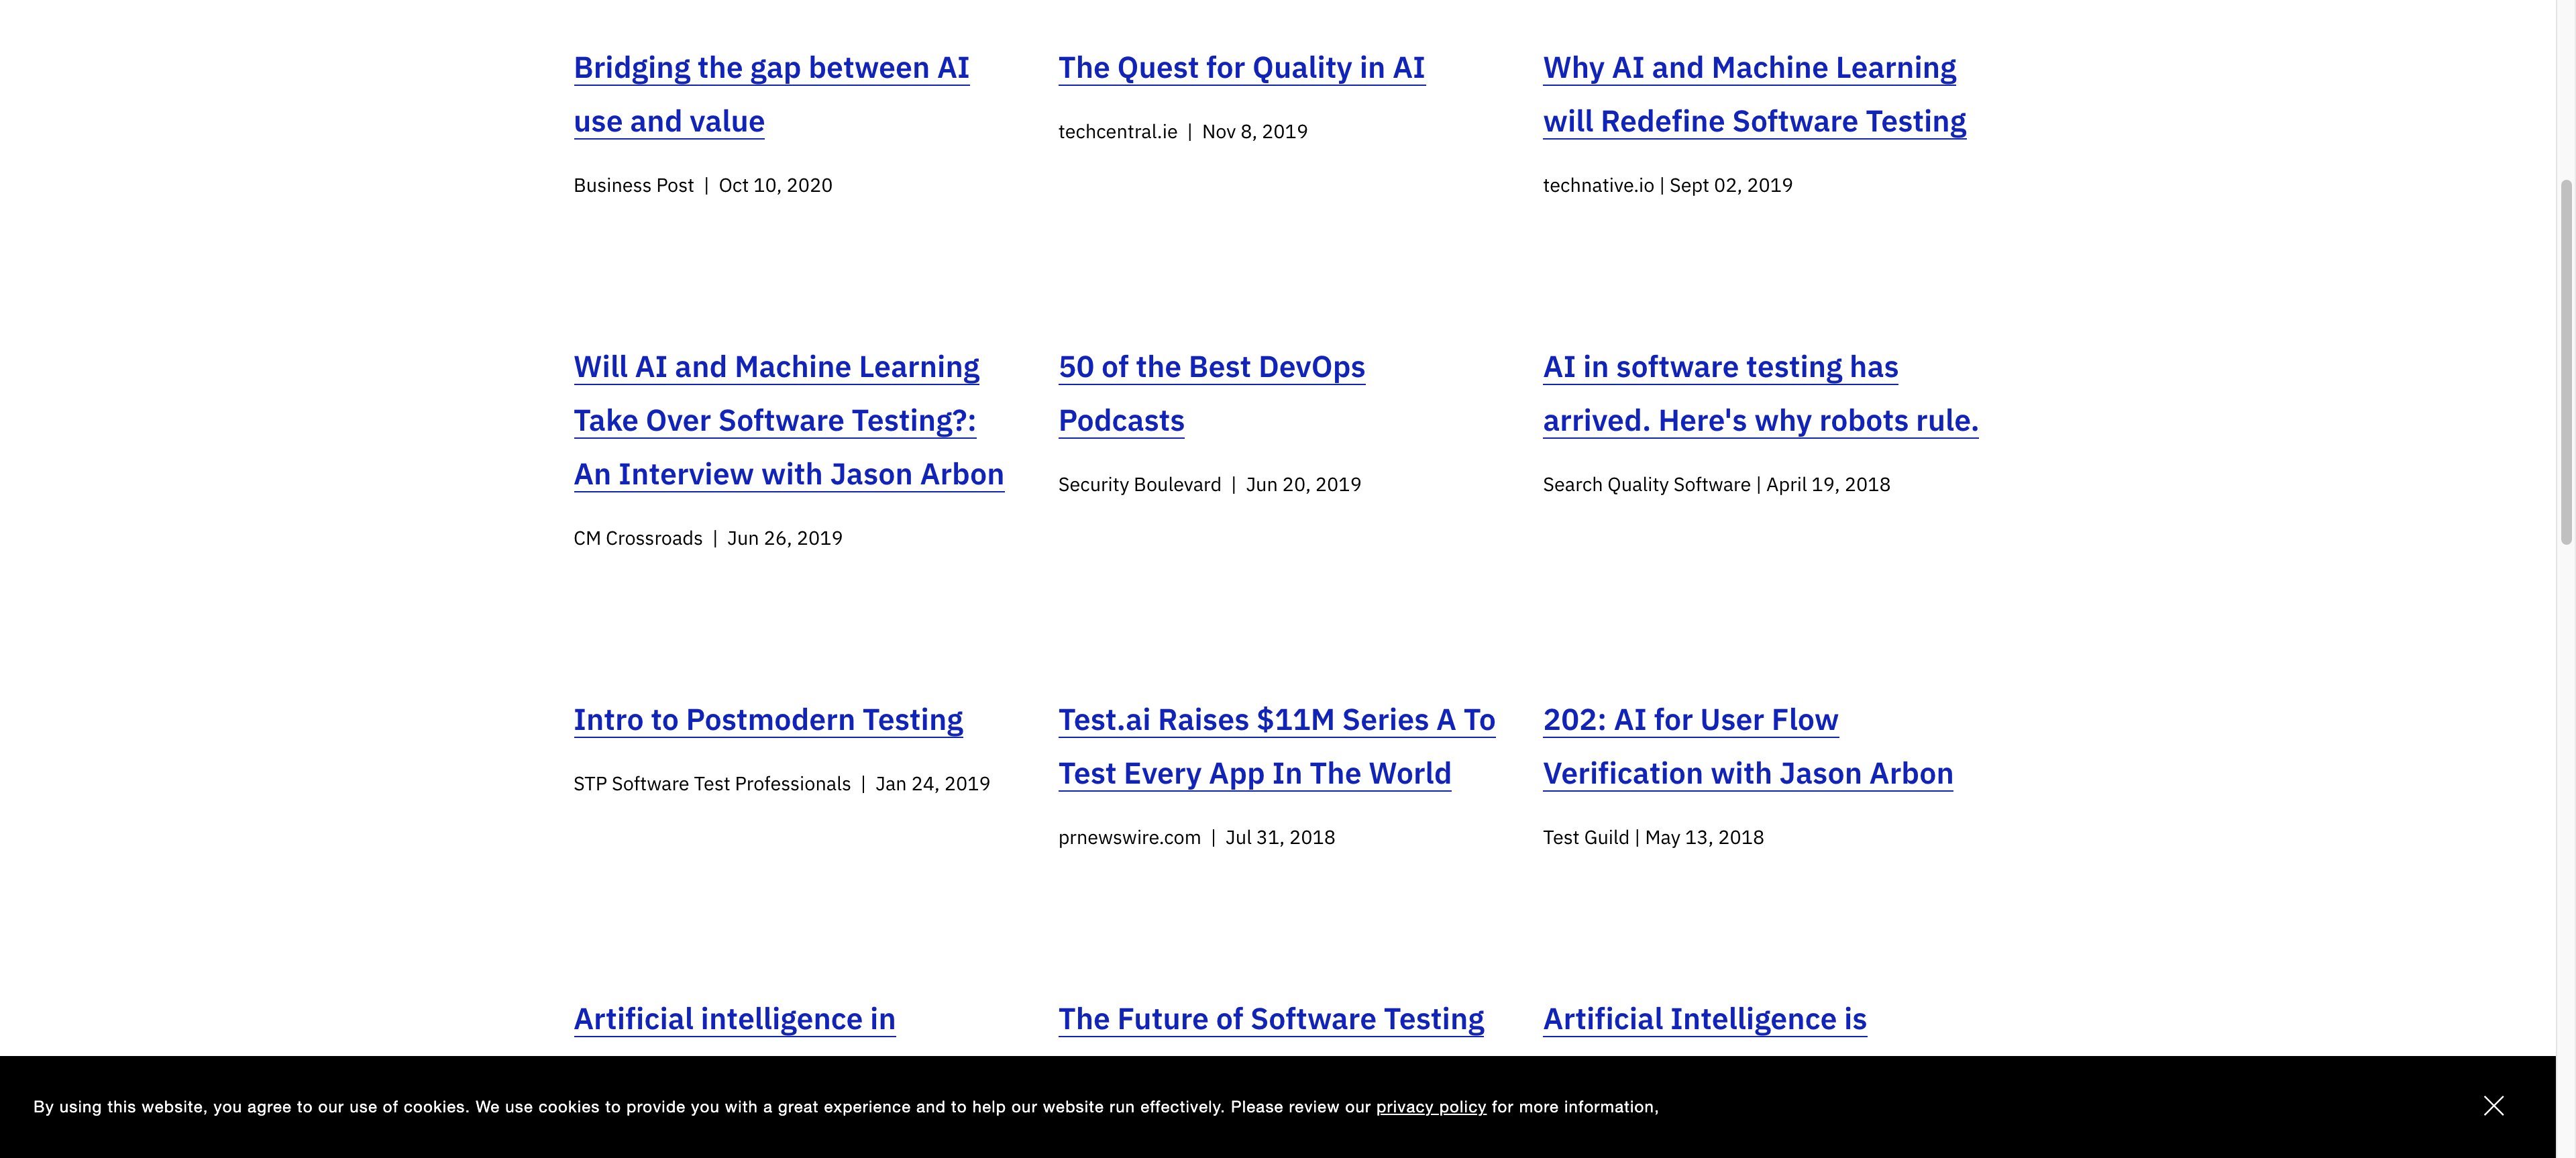 Bridging the gap between AI
use and value
Business Post | Oct 10, 2020
The Quest for Quality in AI
techcentral.ie | Nov 8, 2019
Why AI and Machine Learning
will Redefine Software Testing
technative.io | Sept 02, 2019
Will AI and Machine Learning
Take Over Software Testing?:
An Interview with Jason Arbon
CM Crossroads | Jun 26, 2019
50 of the Best DevOps
Podcasts
Security Boulevard | Jun 20, 2019
AI in software testing has
arrived. Here's why robots rule.
Search Quality Software | April 19, 2018
Intro to Postmodern Testing
STP Software Test Professionals | Jan 24, 2019
Test.ai Raises $11M Series A To
Test Every App In The World
prnewswire.com | Jul 31, 2018
202: AI for User Flow
Verification with Jason Arbon
Test Guild | May 13, 2018
Artificial intelligence in
The Future of Software Testing
Artificial Intelligence is
By using this website, you agree to our use of cookies. We use cookies to provide you with a great experience and to help our website run effectively. Please review our privacy policy for more information,